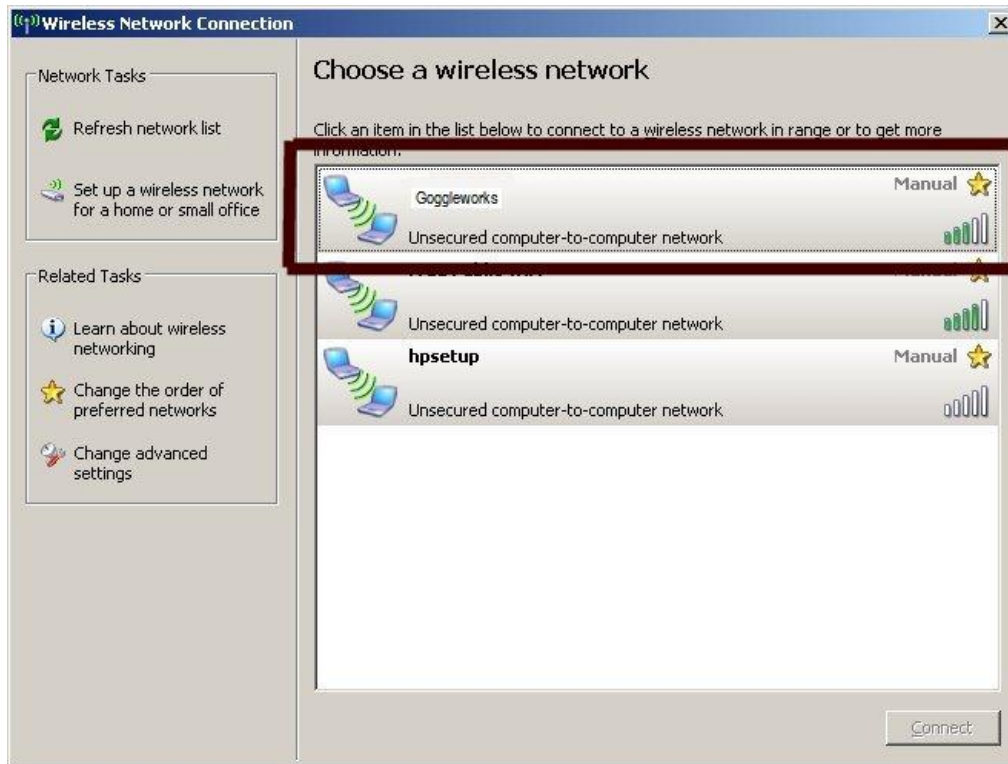 Wireless Network Connection
Network Tasks
Refresh network list
Set up a wireless network
for a home or small office
Related Tasks
Learn about wireless
networking
Change the order of
preferred networks
Change advanced
settings
Choose a wireless network
Click an item in the list below to connect to a wireless network in range or to get more
information.
Goggleworks
Manual
Unsecured computer-to-computer network
Manual
Unsecured computer-to-computer network
hpsetup
Manual
Unsecured computer-to-computer network
Connect